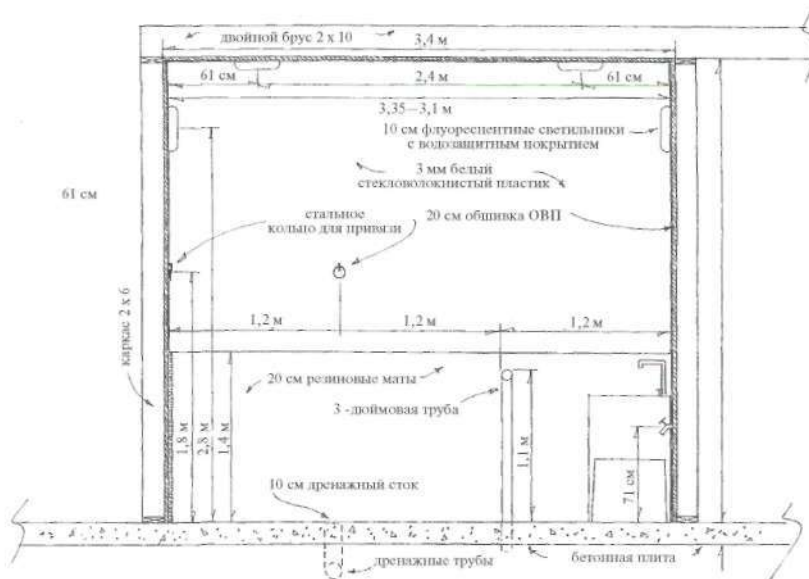 двойной брус 2 x 10
3,4 м
61 см
2,4 м
61 см
3,35—3,1 м
10 см флуоресцентные светильники
с водозащитным покрытием
3 мм белый
стекловолокнистый пластик
61 см
стальное
кольцо для привязи
20 см обшивка ОВП
1,2 м
1,2 м
1,2 м
каркас 2 x 6
20 см резиновые маты
3 -дюймовая труба
1,8 м
2,8 м
1,4 м
1,1 м
71 см
10 см дренажный сток
дренажные трубы
бетонная плита